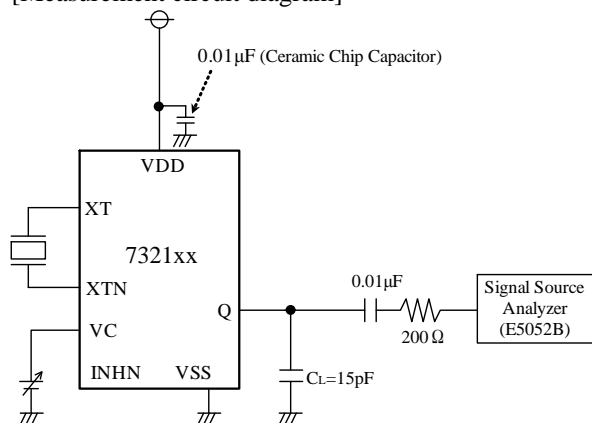 [Measurement circuit diagram]
0.01μF (Ceramic Chip Capacitor)
VDD
XT
7321xx
XTN
VC
Q
INHN VSS
0.01μF
200 Ω
CL=15pF
Signal Source
Analyzer
(E5052B)